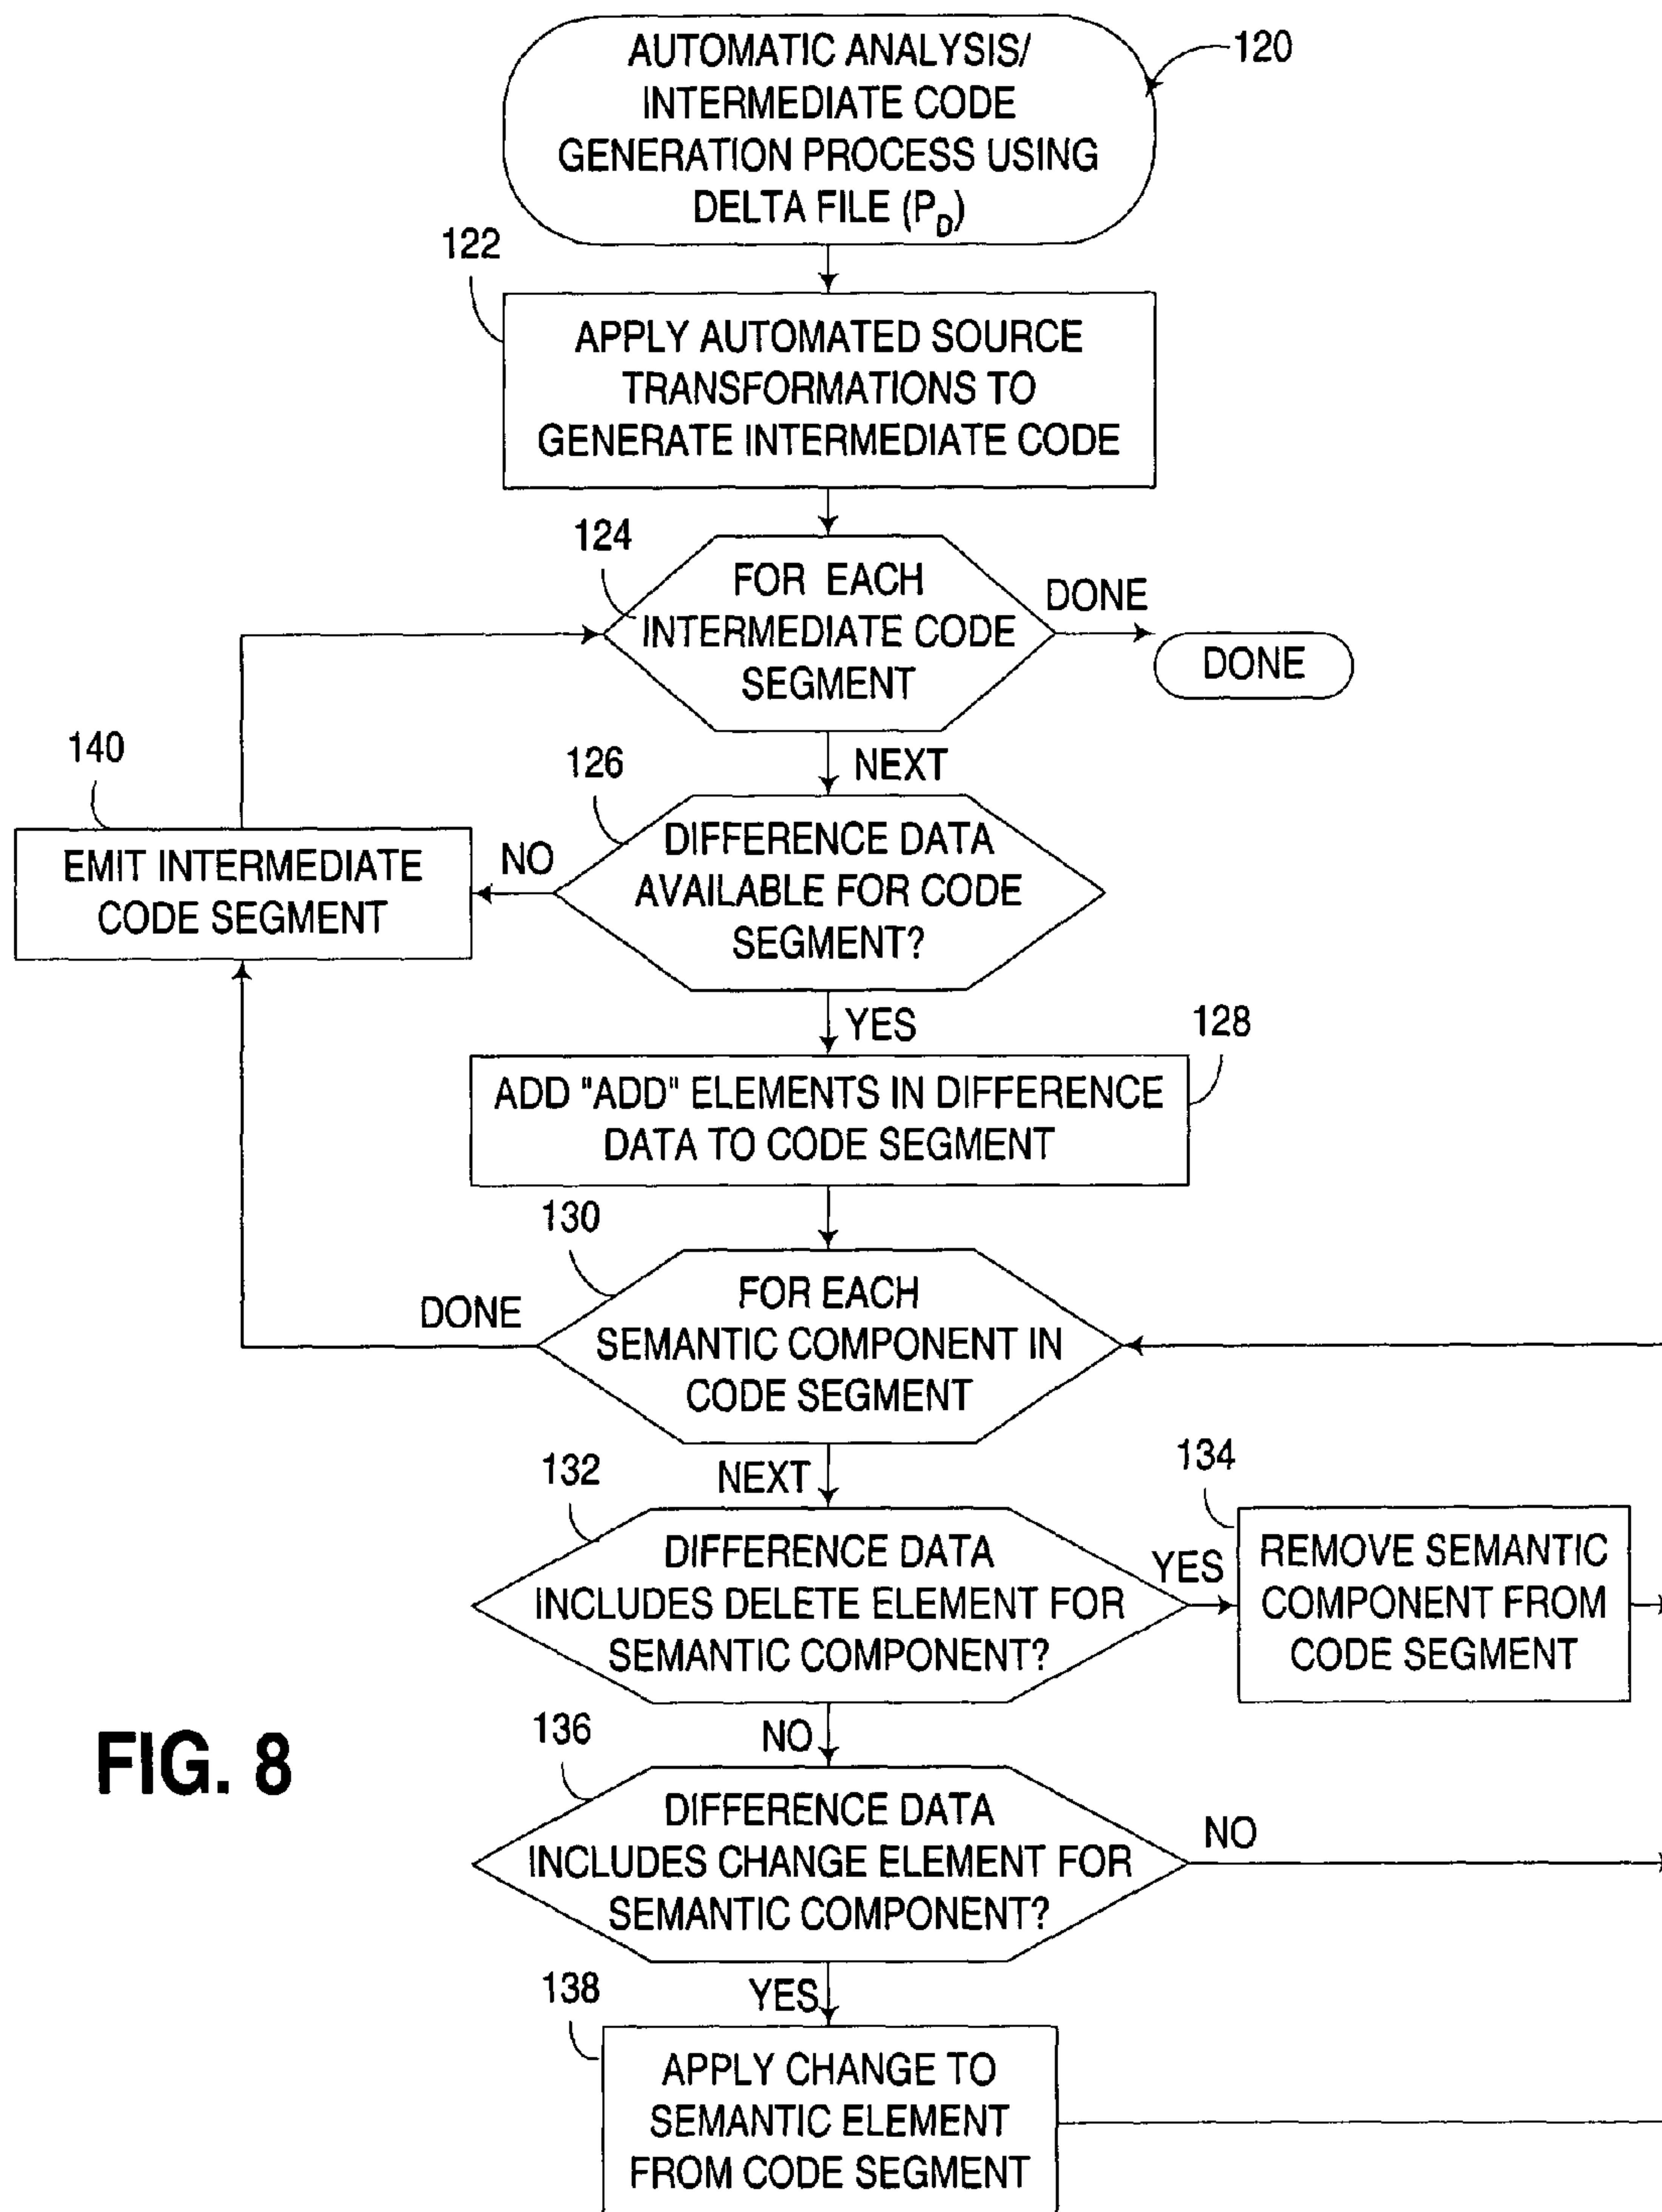 AUTOMATIC ANALYSIS/
INTERMEDIATE CODE
GENERATION PROCESS USING
DELTA FILE (P_D)
120
122
APPLY AUTOMATED SOURCE
TRANSFORMATIONS TO
GENERATE INTERMEDIATE CODE
124
FOR EACH
INTERMEDIATE CODE
SEGMENT
DONE
DONE
NEXT
140
EMIT INTERMEDIATE
CODE SEGMENT
126
NO
DIFFERENCE DATA
AVAILABLE FOR CODE
SEGMENT?
YES
128
ADD "ADD" ELEMENTS IN DIFFERENCE
DATA TO CODE SEGMENT
130
DONE
FOR EACH
SEMANTIC COMPONENT IN
CODE SEGMENT
NEXT
132
DIFFERENCE DATA
INCLUDES DELETE ELEMENT FOR
SEMANTIC COMPONENT?
YES
134
REMOVE SEMANTIC
COMPONENT FROM
CODE SEGMENT
NO
FIG. 8
136
DIFFERENCE DATA
INCLUDES CHANGE ELEMENT FOR
SEMANTIC COMPONENT?
NO
YES
138
APPLY CHANGE TO
SEMANTIC ELEMENT
FROM CODE SEGMENT